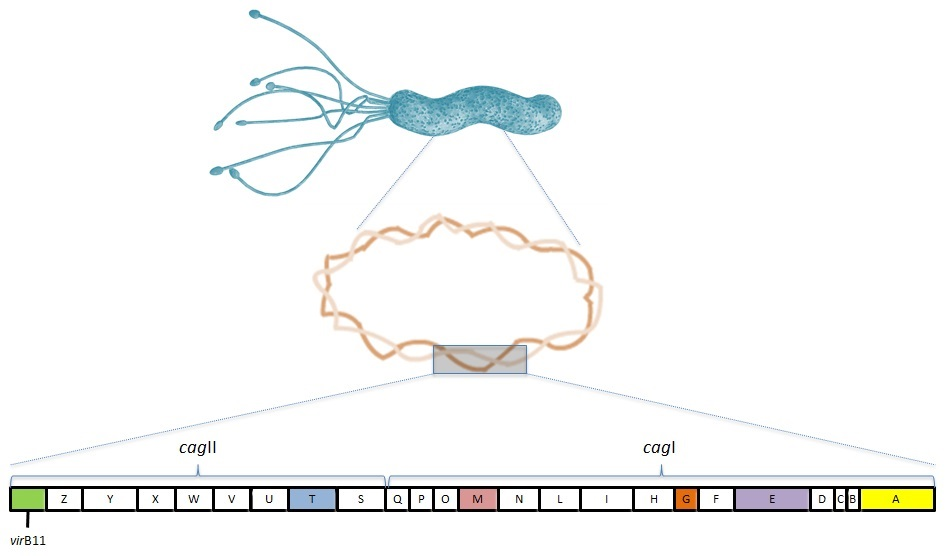 cagII cagI
Z Y X W V U T S Q P O M N L I H G F E D C B A
virB11